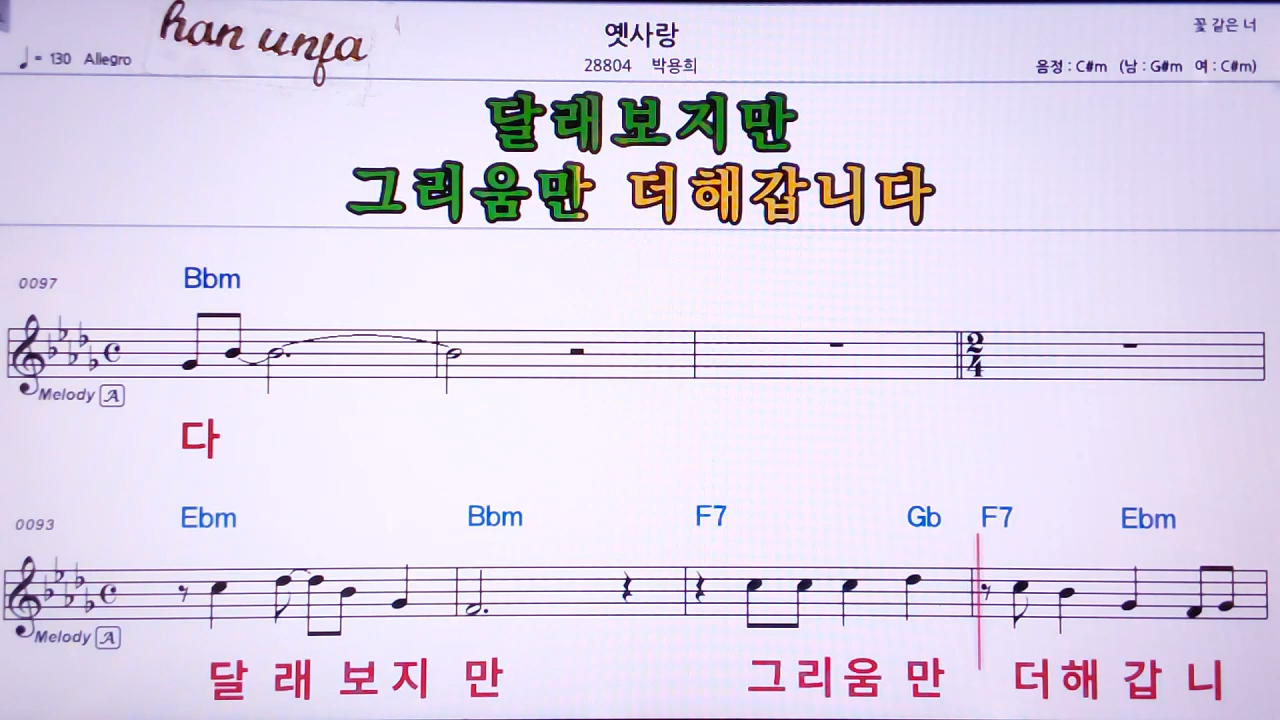 han unja
♩= 130 Allegro
옛사랑
28804 박용희
꽃 같은 너
음정 : C#m (남 : G#m 여 : C#m)
달래보지만
그리움만 더해갑니다
0097
Bbm
2
4
Melody A
다
0093
Ebm Bbm F7 Gb F7 Ebm
Melody A
달 래 보지 만 그리움 만 더해 갑 니